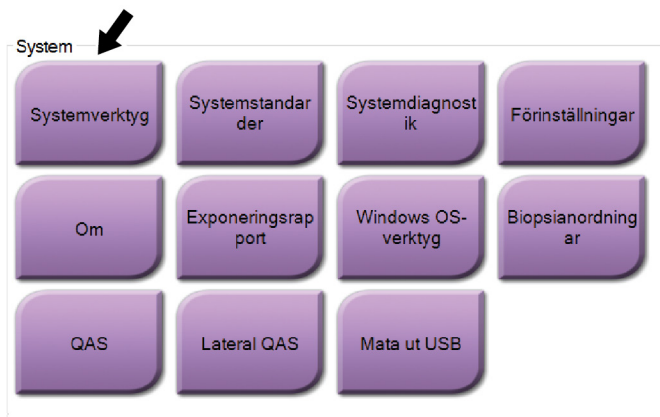 System
Systemverktyg
Systemstandar
der
Systemdiagnost
ik
Förinställningar
Om
Exponeringsrap
port
Windows OS-
verktyg
Biopsianordning
ar
QAS
Lateral QAS
Mata ut USB